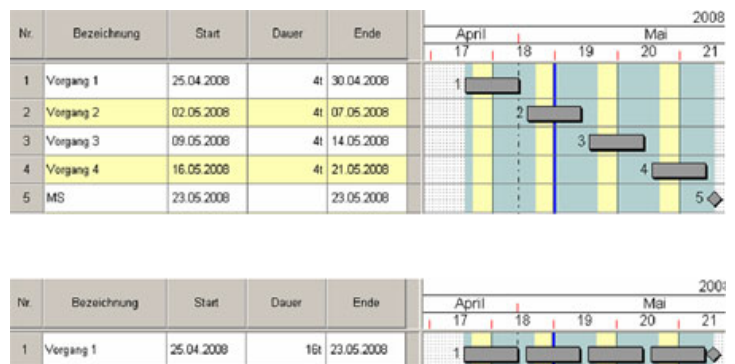 2008
Nr. Bezeichnung Start Dauer Ende April Mai
17 18 19 20 21
1 Vorgang 1 25.04.2008 4t 30.04.2008 1
2 Vorgang 2 02.05.2008 4t 07.05.2008 2
3 Vorgang 3 09.05.2008 4t 14.05.2008 3
4 Vorgang 4 16.05.2008 4t 21.05.2008 4
5 MS 23.05.2008 23.05.2008 5
2008
Nr. Bezeichnung Start Dauer Ende April Mai
17 18 19 20 21
1 Vorgang 1 25.04.2008 16t 23.05.2008 1